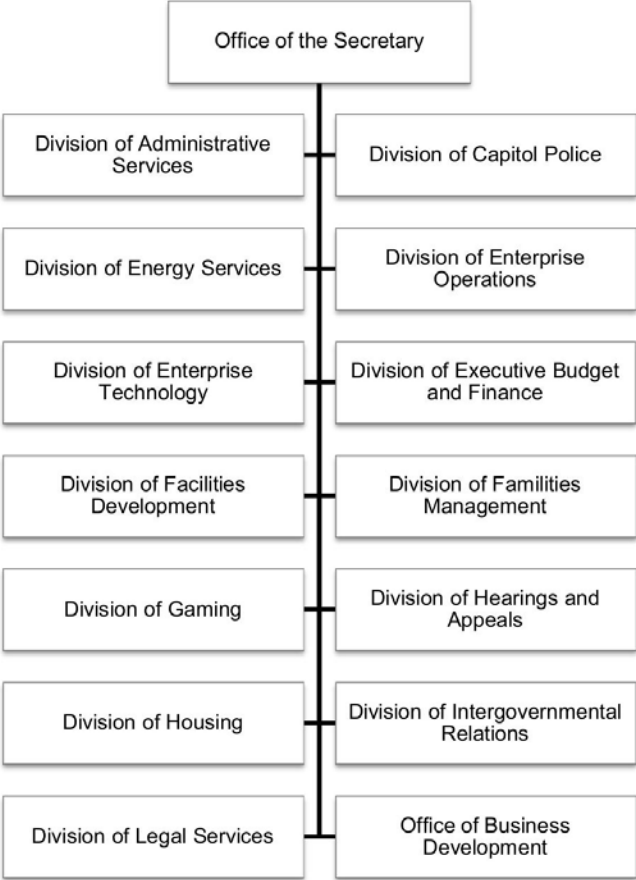 Office of the Secretary
Division of Administrative
Services
Division of Capitol Police
Division of Energy Services
Division of Enterprise
Operations
Division of Enterprise
Technology
Division of Executive Budget
and Finance
Division of Facilities
Development
Division of Familities
Management
Division of Gaming
Division of Hearings and
Appeals
Division of Housing
Division of Intergovernmental
Relations
Division of Legal Services
Office of Business
Development